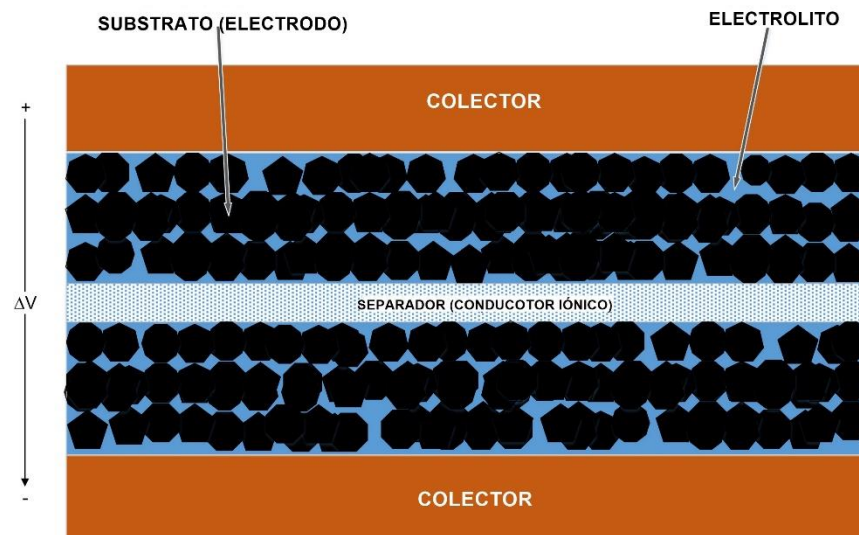 SUBSTRATO (ELECTRODO)
ELECTROLITO
+
COLECTOR
ΔV
SEPARADOR (CONDUCOTOR IÓNICO)
-
COLECTOR